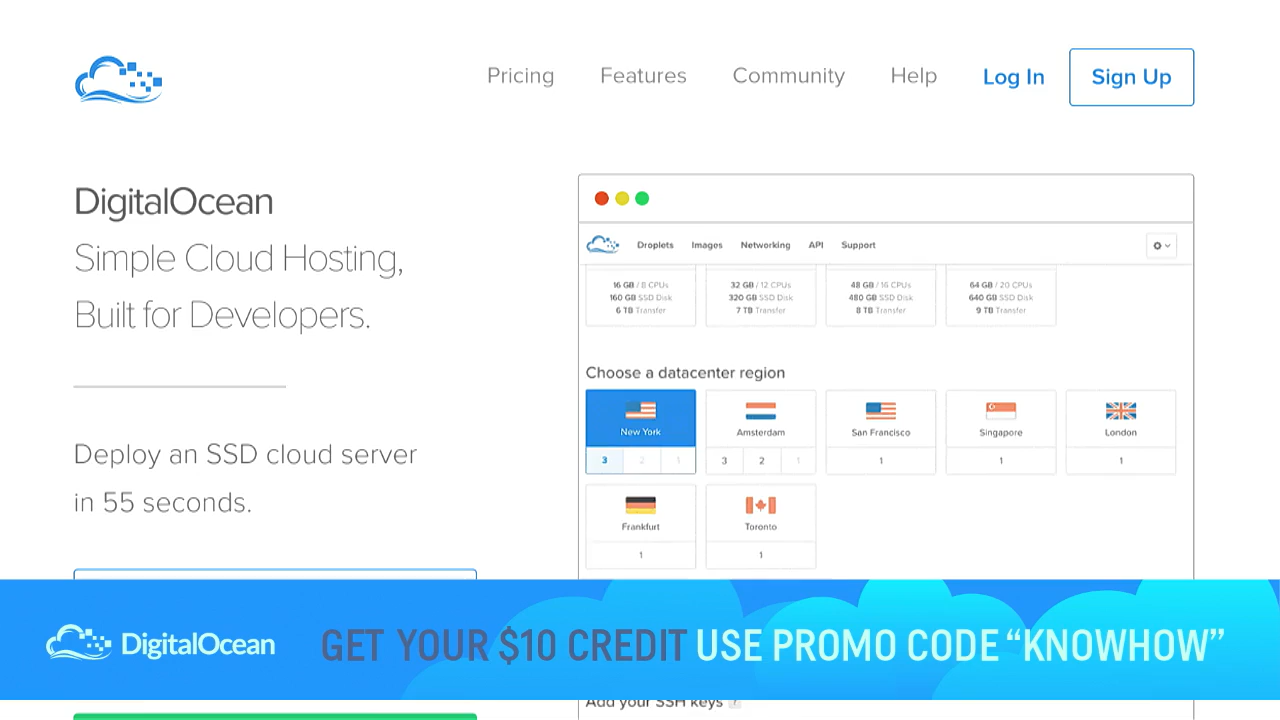 Pricing Features Community Help Log In Sign Up
DigitalOcean
Simple Cloud Hosting,
Built for Developers.
Deploy an SSD cloud server
in 55 seconds.
Droplets Images Networking API Support
16 GB / 8 CPUs
160 GB SSD Disk
6 TB Transfer
32 GB / 12 CPUs
320 GB SSD Disk
7 TB Transfer
48 GB / 16 CPUs
480 GB SSD Disk
8 TB Transfer
64 GB / 20 CPUs
640 GB SSD Disk
9 TB Transfer
Choose a datacenter region
New York
3 2 1
Amsterdam
3 2 1
San Francisco
1
Singapore
1
London
1
Frankfurt
1
Toronto
1
DigitalOcean GET YOUR $10 CREDIT USE PROMO CODE “KNOWHOW”
Add your SSH keys ?